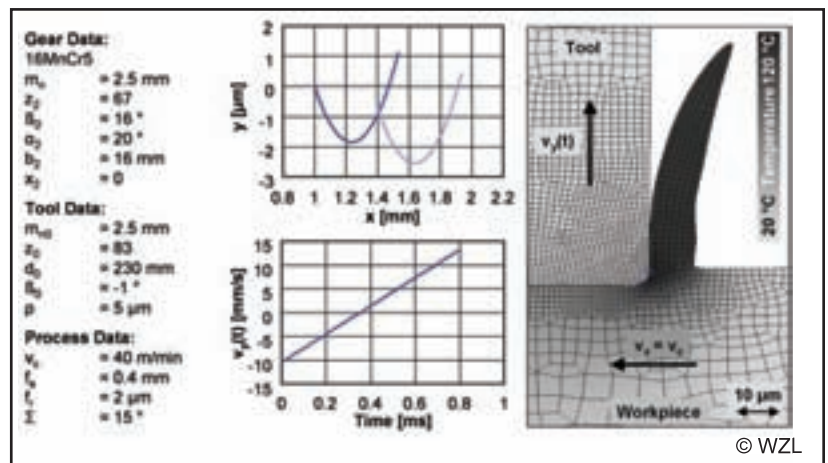 Gear Data:
16MnCr5
mₙ = 2.5 mm
z₂ = 67
β₂ = 16 °
α₂ = 20 °
b₂ = 16 mm
x₂ = 0
Tool Data:
mₙ₀ = 2.5 mm
z₀ = 83
d₀ = 230 mm
β₀ = -1 °
ρ = 5 µm
Process Data:
v꜀ = 40 m/min
fₐ = 0.4 mm
fᵣ = 2 µm
Σ = 15 °
y [µm]
2
1
0
-1
-2
-3
0.8 1 1.2 1.4 1.6 1.8 2 2.2
x [mm]
vᵧ(t) [mm/s]
15
10
5
0
-5
-10
-15
0 0.2 0.4 0.6 0.8 1
Time [ms]
Tool
vᵧ(t)
20 °C Temperature 120 °C
Workpiece
10 µm
© WZL